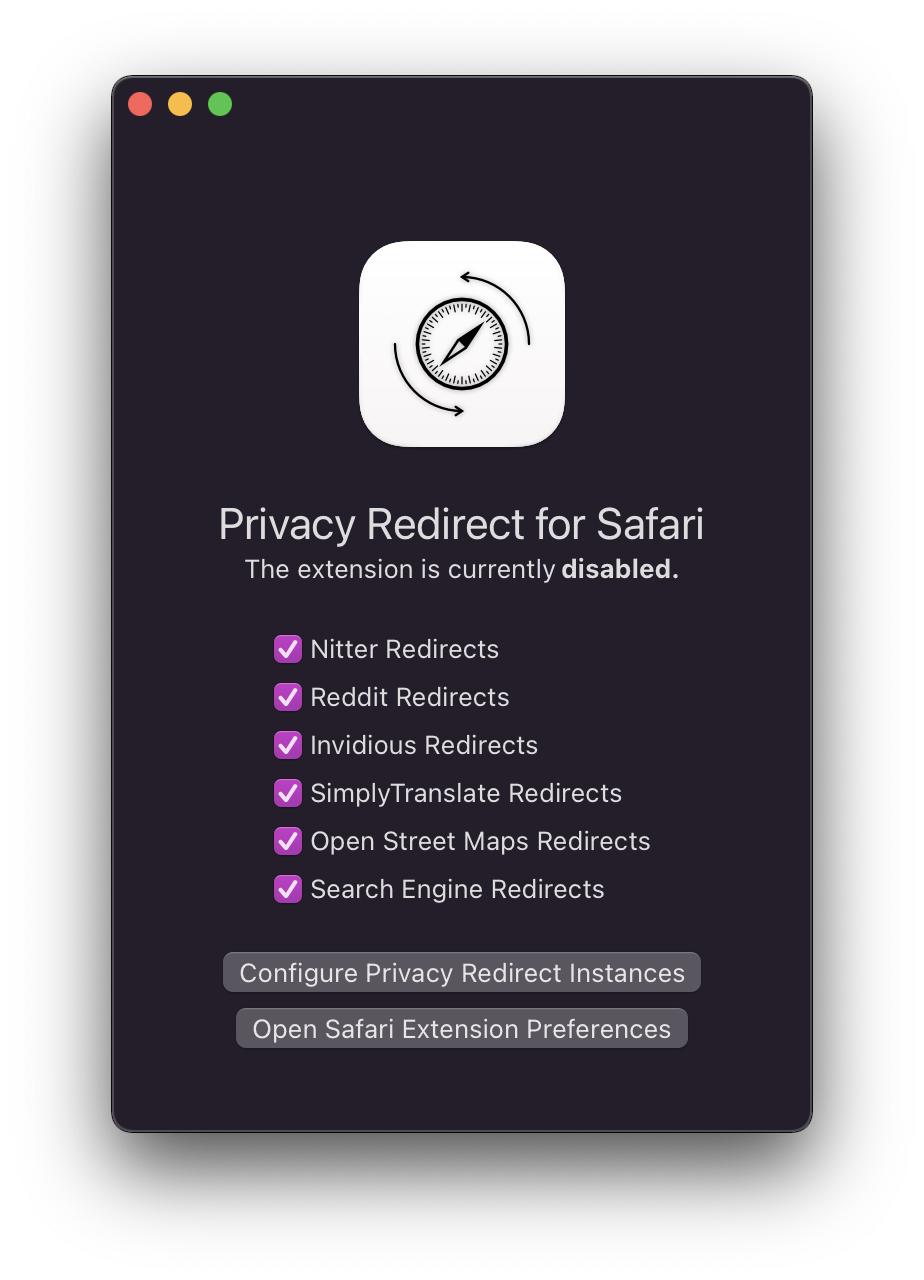 Privacy Redirect for Safari
The extension is currently disabled.
Nitter Redirects
Reddit Redirects
Invidious Redirects
SimplyTranslate Redirects
Open Street Maps Redirects
Search Engine Redirects
Configure Privacy Redirect Instances
Open Safari Extension Preferences